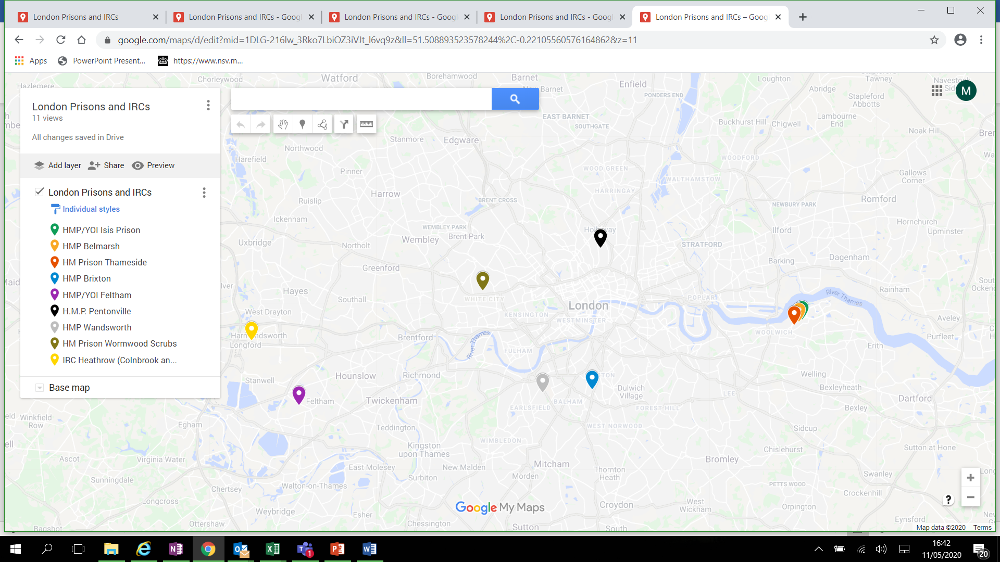 London Prisons and IRCs
London Prisons and IRCs - Googl
London Prisons and IRCs - Googl
London Prisons and IRCs - Googl
London Prisons and IRCs – Googl
google.com/maps/d/edit?mid=1DLG-216lw_3Rko7LbiOZ3iVJt_l6vq9z&ll=51.508893523578244%2C-0.22105560576164862&z=11
Apps
PowerPoint Present...
https://www.nsv.m...
London Prisons and IRCs
11 views
All changes saved in Drive
Add layer
Share
Preview
London Prisons and IRCs
Individual styles
HMP/YOI Isis Prison
HMP Belmarsh
HM Prison Thameside
HMP Brixton
HMP/YOI Feltham
H.M.P. Pentonville
HMP Wandsworth
HM Prison Wormwood Scrubs
IRC Heathrow (Colnbrook an...
Base map
M
Hazlemere
Chorleywood
Watford
Borehamwood
Barnet
New Barnet
Enfield
PONDERS END
Loughton
Abridge
Stapleford
Tawney
Stapleford
Abbotts
EAST BARNET
SOUTHGATE
Buckhurst Hill
Chigwell
Lambourne
End
Noak Hill
Stanmore
Edgware
Northwood
Harefield
Pinner
WOOD GREEN
WOODFORD
WALTHAMSTOW
Gallows
Corner
Harrow
BRENT CROSS
HARRINGAY
Romford
Ruislip
NEWBURY PARK
Ickenham
WEMBLEY PARK
Brent Park
Ilford
Hornchurch
Upminster
Uxbridge
Northolt
Wembley
STRATFORD
Barking
Dagenham
Greenford
Hayes
Southall
WHITE CITY
London
POPLAR
River Thames
Rainham
West Drayton
KENSINGTON
WESTMINSTER
WOOLWICH
Aveley
Longford
Brentford
River Thames
Purfleet
Erith
FULHAM
Stanwell
Hounslow
Richmond
Welling
Bexleyheath
Dulwich
Village
LEE
Feltham
Twickenham
EARLSFIELD
BALHAM
FOREST HILL
Bexley
Dartford
Winkfield
Row
Egham
Teddington
WEST NORWOOD
Sidcup
WIMBLEDON
Chislehurst
Sutton at Hone
Kingston
upon Thames
Ascot
Virginia Water
Mitcham
Bromley
East Molesey
New Malden
Morden
Thornton
Heath
Swanley
Sunningdale
Surbiton
Chertsey
Walton-on-Thames
PETTS WOOD
Crockenhill
Longcross
Weybridge
Esher
Croydon
West
Wickham
Orpington
Eynsford
Ottershaw
Chessington
Sutton
South
Bagshot
Google My Maps
?
Map data ©2020
Terms
1
16:42
11/05/2020
20